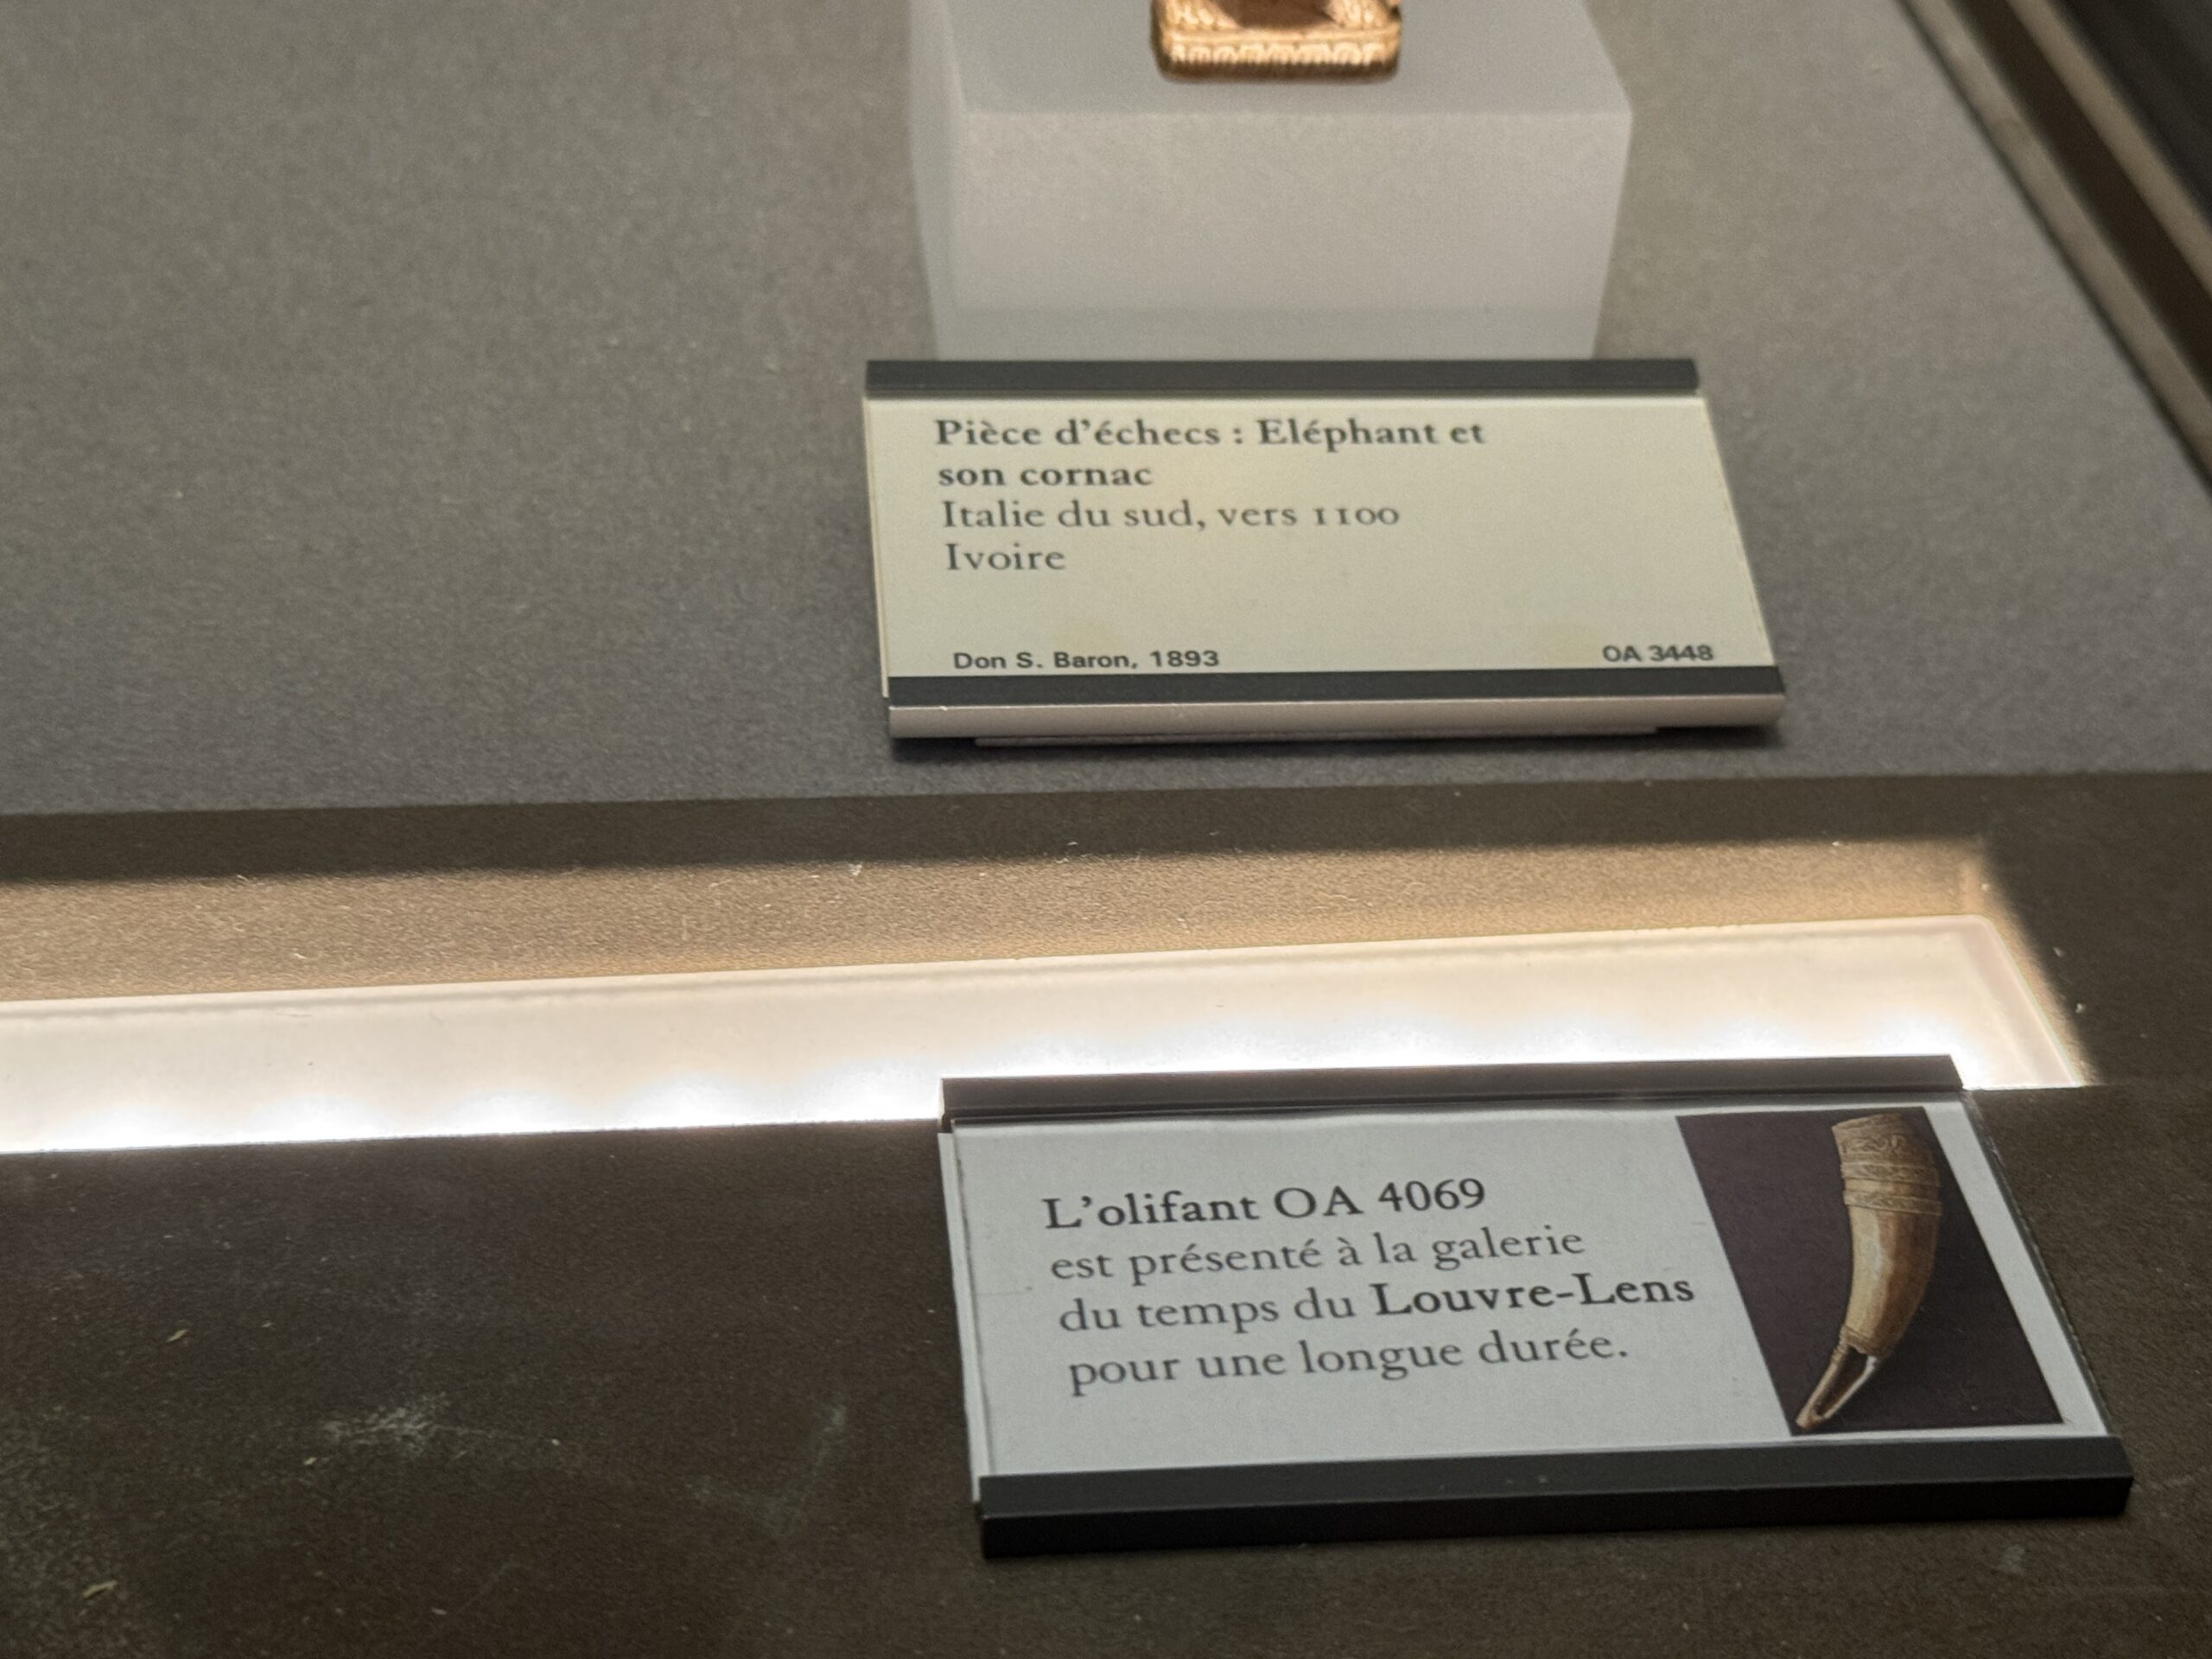 Pièce d'échecs : Eléphant et
son cornac
Italie du sud, vers 1100
Ivoire
Don S. Baron, 1893 OA 3448
L'olifant OA 4069
est présenté à la galerie
du temps du Louvre-Lens
pour une longue durée.